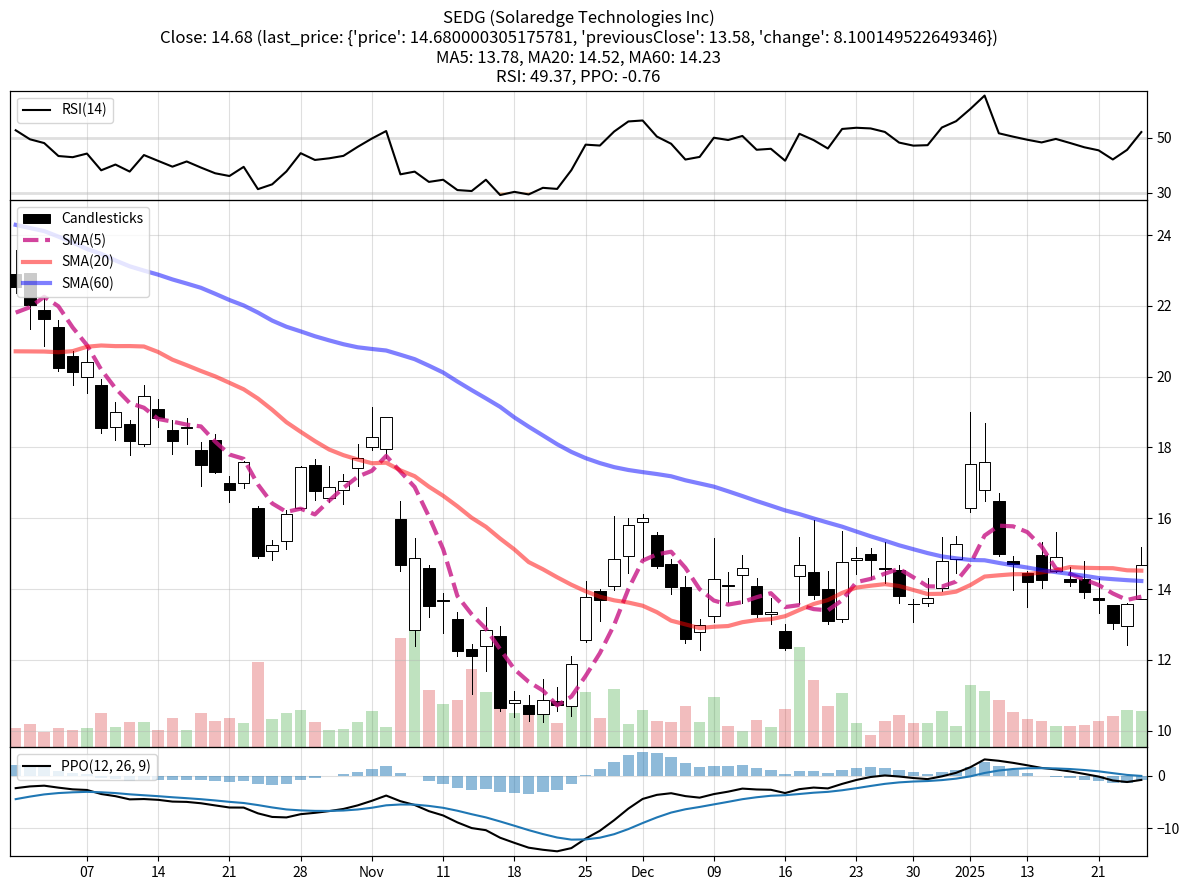 SEDG (Solaredge Technologies Inc)
Close: 14.68 (last_price: {'price': 14.680000305175781, 'previousClose': 13.58, 'change': 8.100149522649346})
MA5: 13.78, MA20: 14.52, MA60: 14.23
RSI: 49.37, PPO: -0.76
RSI(14)
50
30
Candlesticks
SMA(5)
SMA(20)
SMA(60)
24
22
20
18
16
14
12
10
PPO(12, 26, 9)
0
−10
07 14 21 28 Nov 11 18 25 Dec 09 16 23 30 2025 13 21